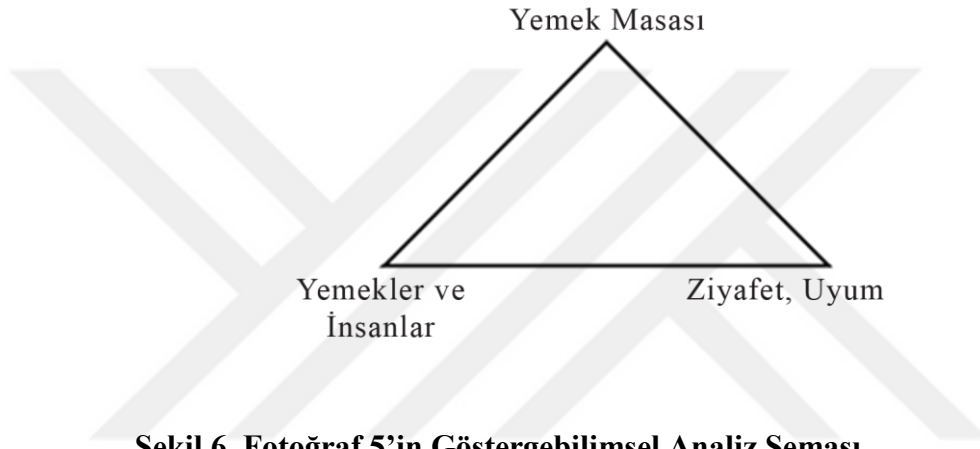 Yemek Masası
Yemekler ve
İnsanlar
Ziyafet, Uyum
Şekil 6. Fotoğraf 5’in Göstergebilimsel Analiz Şeması